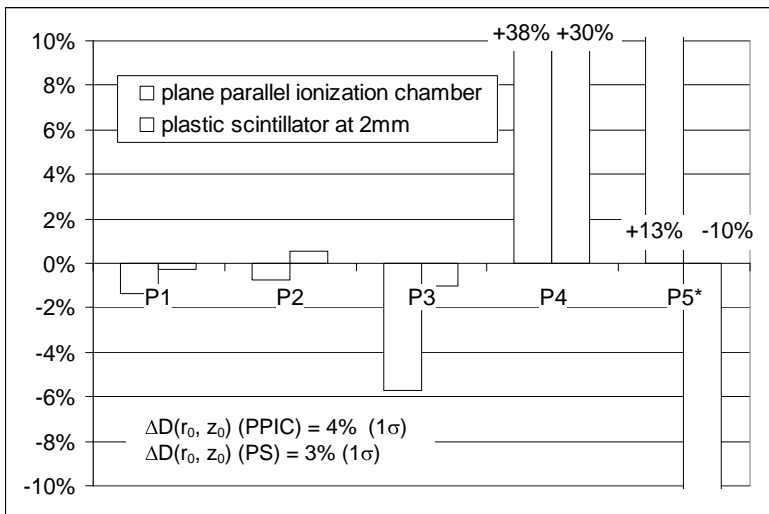 10%
+38% +30%
8%
plane parallel ionization chamber
6%
plastic scintillator at 2mm
4%
2%
+13% -10%
0%
P1 P2 P3 P4 P5*
-2%
-4%
-6%
ΔD(r₀, z₀) (PPIC) = 4% (1σ)
-8%
ΔD(r₀, z₀) (PS) = 3% (1σ)
-10%